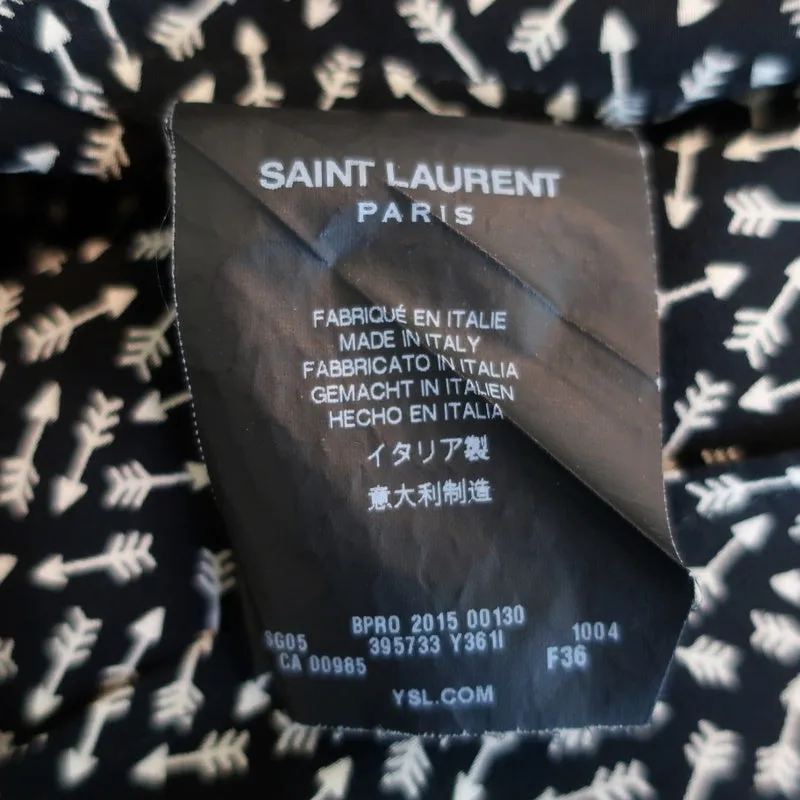 SAINT LAURENT
PARIS
FABRIQUÉ EN ITALIE
MADE IN ITALY
FABBRICATO IN ITALIA
GEMACHT IN ITALIEN
HECHO EN ITALIA
イタリア製
意大利制造
BPRO 2015 00130
SG05 395733 Y361I 1004
CA 00985 F36
YSL.COM